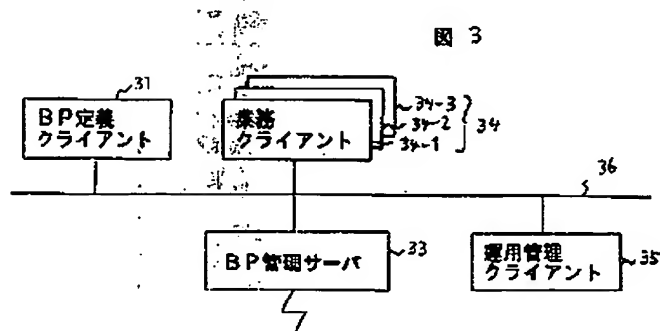 図 3
31
BP定義
クライアント
業務
クライアント
34-3
34-2
34-1
34
36
BP管理サーバ
33
運用管理
クライアント
35